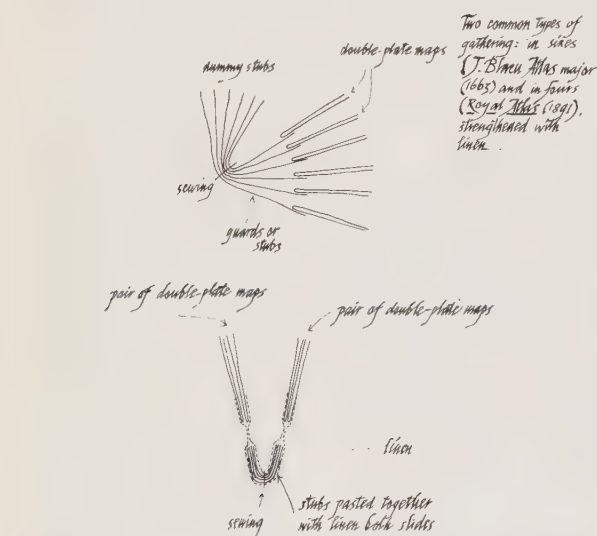 Two common types of
gathering: in sixes
(J. Blaeu Atlas major
(1663) and in fours
(Royal Atlas (1891).
strengthened with
linen.
double-plate maps
dummy stubs
sewing
guards or
stubs
pair of double-plate maps
pair of double-plate maps
linen
stubs pasted together
with linen both slides
sewing